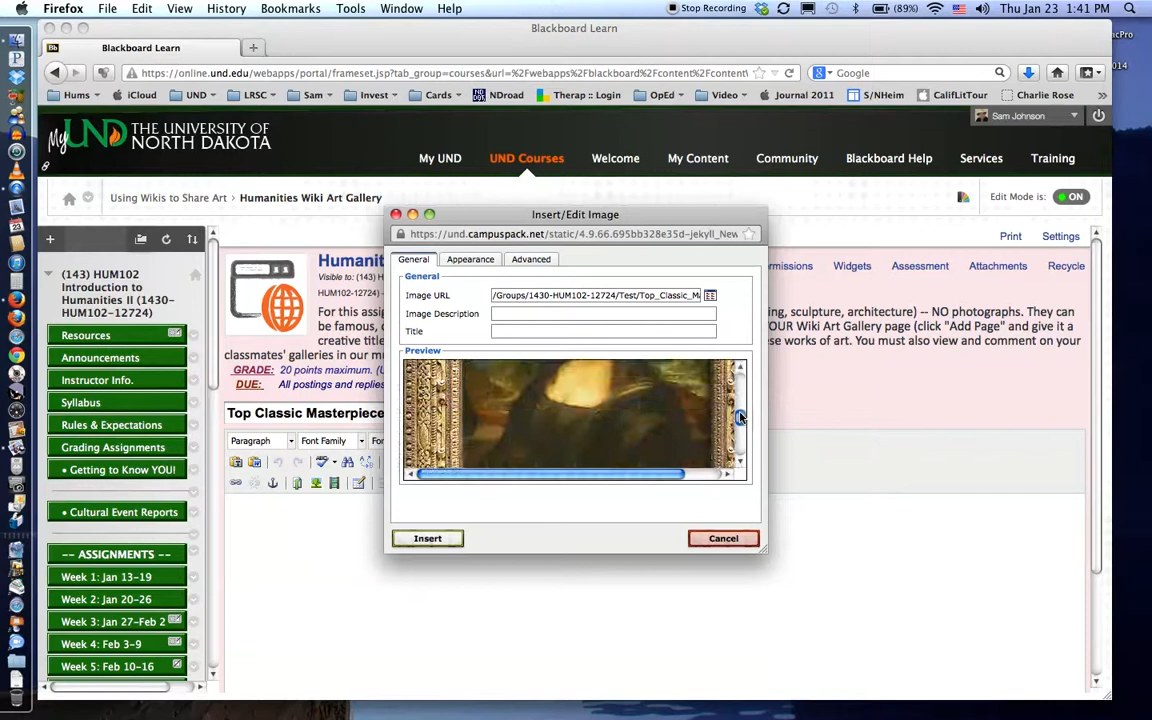 Firefox File Edit View History Bookmarks Tools Window Help Stop Recording (89%) Thu Jan 23 1:41 PM
Blackboard Learn
Blackboard Learn
https://online.und.edu/webapps/portal/frameset.jsp?tab_group=courses&url=%2Fwebapps%2Fblackboard%2Fcontent%2Fcontent\ Google
Hums iCloud UND LRSC Sam Invest Cards NDroad Therap :: Login OpEd Video Journal 2011 S/NHeim CalifLitTour Charlie Rose
Sam Johnson
My UND THE UNIVERSITY OF NORTH DAKOTA
My UND UND Courses Welcome My Content Community Blackboard Help Services Training
Using Wikis to Share Art Humanities Wiki Art Gallery Edit Mode is: ON
Print Settings
Widgets Assessment Attachments Recycle
(143) HUM102
Introduction to
Humanities II (1430-
HUM102-12724)
Resources
Announcements
Instructor Info.
Syllabus
Rules & Expectations
Grading Assignments
• Getting to Know YOU!
• Cultural Event Reports
-- ASSIGNMENTS --
Week 1: Jan 13-19
Week 2: Jan 20-26
Week 3: Jan 27-Feb 2
Week 4: Feb 3-9
Week 5: Feb 10-16
Visible to: (143) H
HUM102-12724)
For this assig
be famous, c
creative title
classmates' galleries in our m
GRADE: 20 points maximum. (
DUE: All postings and replies
ing, sculpture, architecture) -- NO photographs. They can
OUR Wiki Art Gallery page (click "Add Page" and give it a
se works of art. You must also view and comment on your
Top Classic Masterpiece
Paragraph Font Family
Insert/Edit Image
https://und.campuspack.net/static/4.9.66.695bb328e35d-jekyll_New
General Appearance Advanced
General
Image URL /Groups/1430-HUM102-12724/Test/Top_Classic_Ma
Image Description
Title
Preview
Insert Cancel